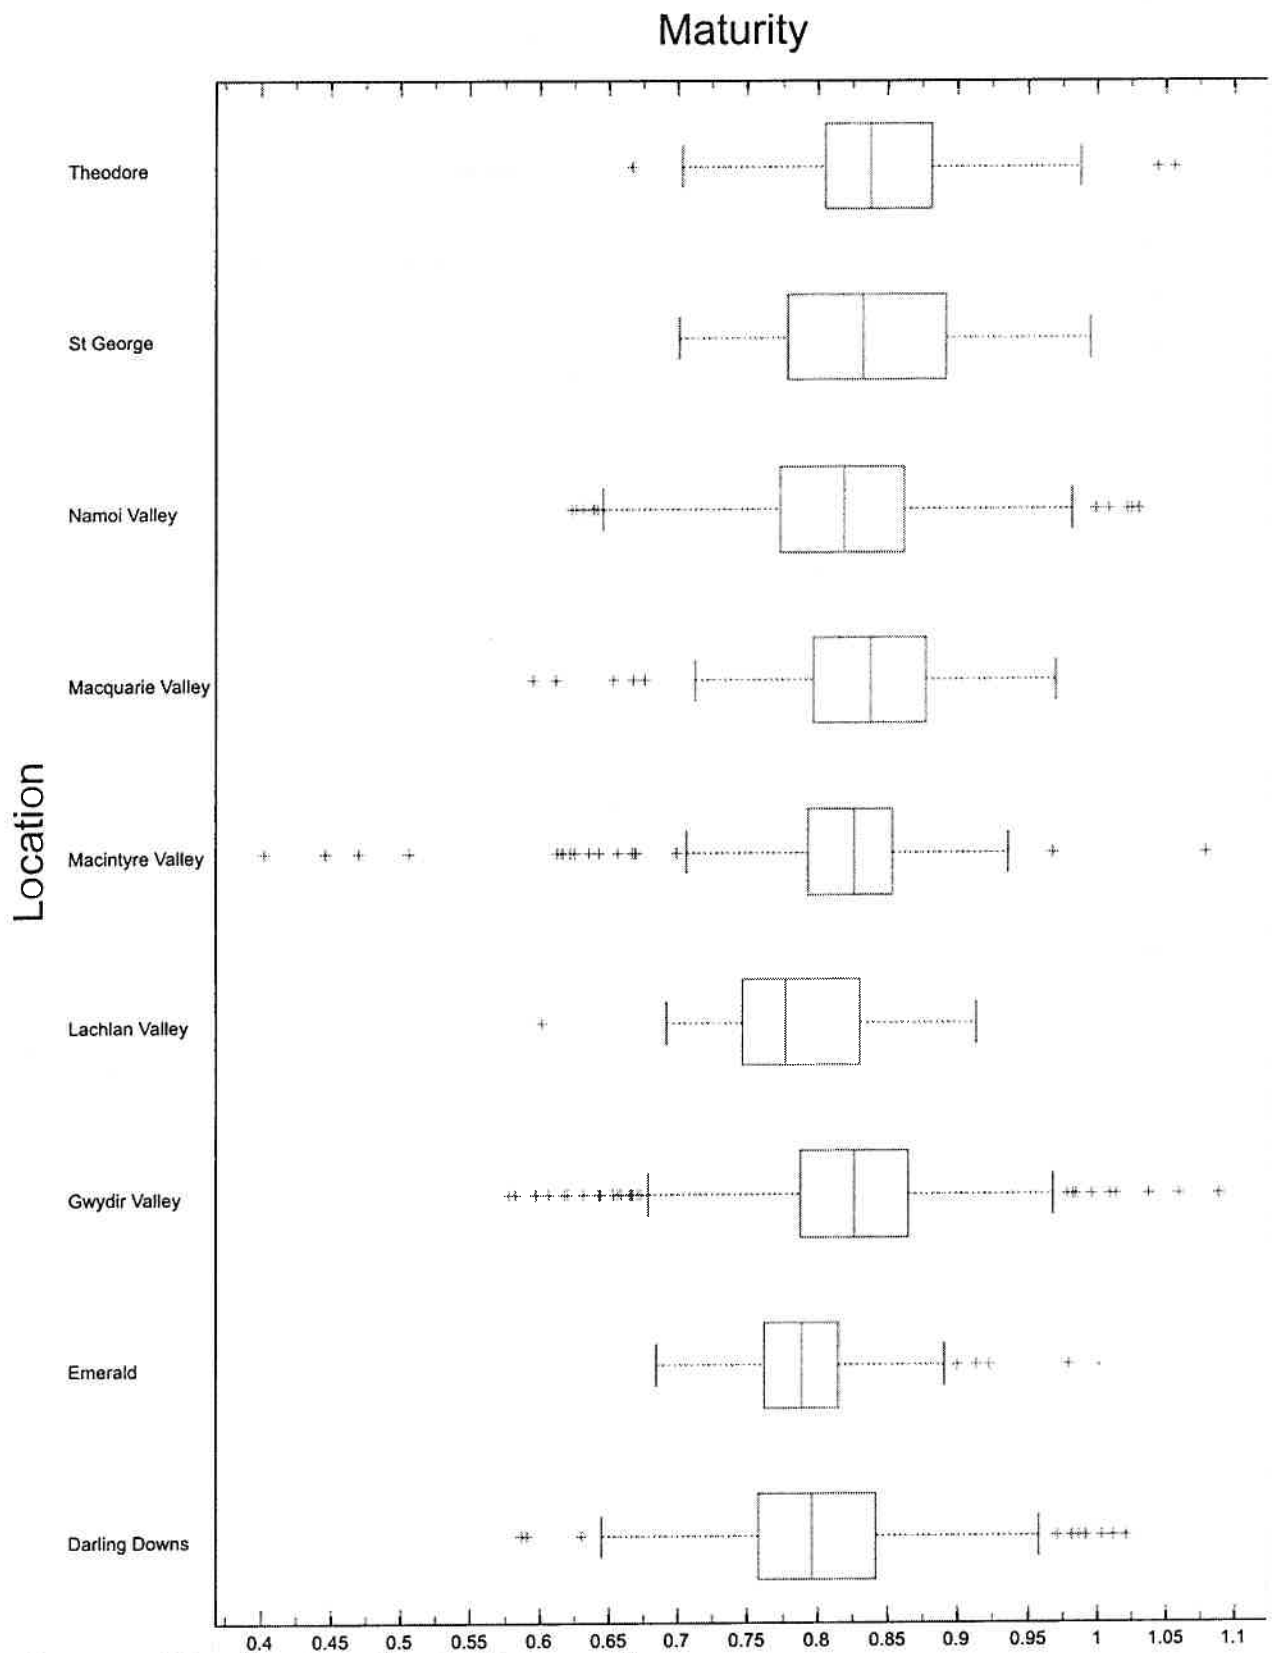 Maturity
Theodore
St George
Namoi Valley
Macquarie Valley
Macintyre Valley
Location
Lachlan Valley
Gwydir Valley
Emerald
Darling Downs
0.4 0.45 0.5 0.55 0.6 0.65 0.7 0.75 0.8 0.85 0.9 0.95 1 1.05 1.1